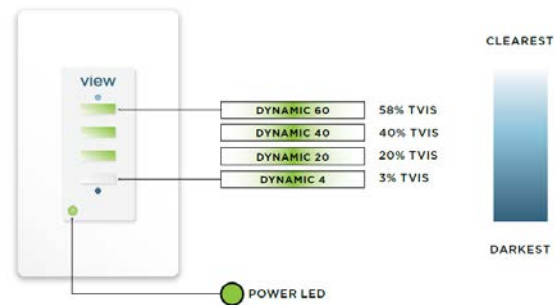 view
CLEAREST
DYNAMIC 60 58% TVIS
DYNAMIC 40 40% TVIS
DYNAMIC 20 20% TVIS
DYNAMIC 4 3% TVIS
DARKEST
POWER LED